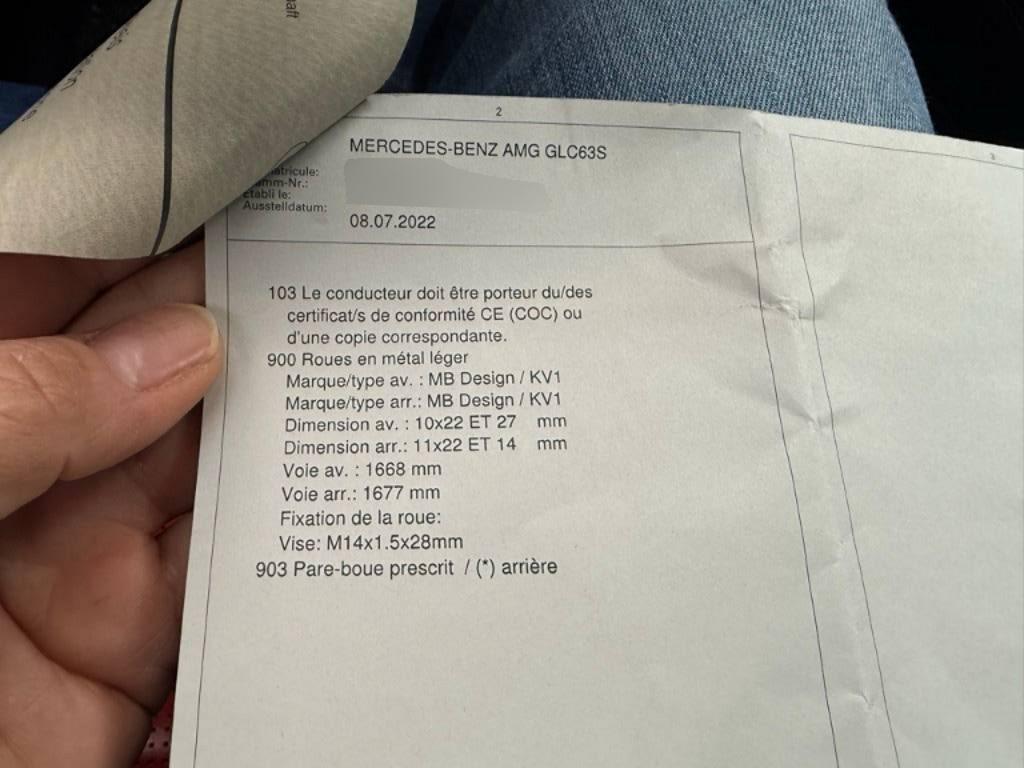 2
3
MERCEDES-BENZ AMG GLC63S
Établi le:
Ausstelldatum:
08.07.2022
103 Le conducteur doit être porteur du/des
certificat/s de conformité CE (COC) ou
d'une copie correspondante.
900 Roues en métal léger
Marque/type av. : MB Design / KV1
Marque/type arr.: MB Design / KV1
Dimension av. : 10x22 ET 27 mm
Dimension arr.: 11x22 ET 14 mm
Voie av. : 1668 mm
Voie arr.: 1677 mm
Fixation de la roue:
Vise: M14x1.5x28mm
903 Pare-boue prescrit / (*) arrière